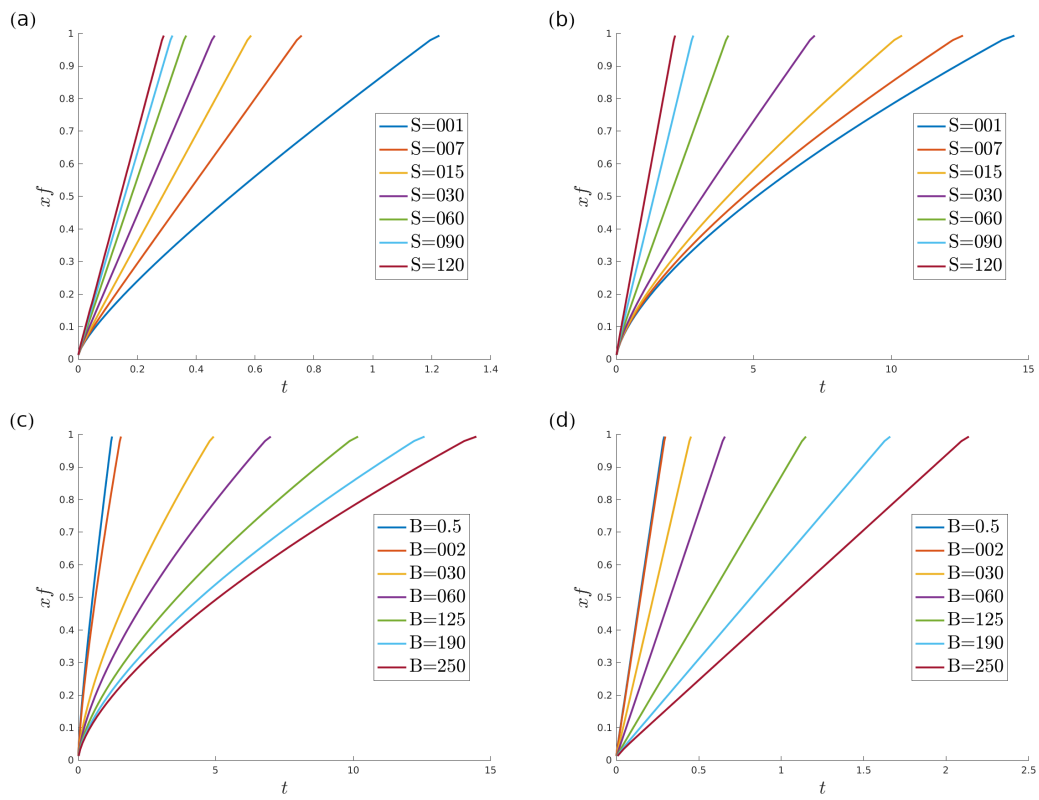 (a)
1
0.9
0.8
0.7
0.6
0.5
0.4
0.3
0.2
0.1
0
xf
0
0.2
0.4
0.6
0.8
1
1.2
1.4
t
S=001
S=007
S=015
S=030
S=060
S=090
S=120
(b)
1
0.9
0.8
0.7
0.6
0.5
0.4
0.3
0.2
0.1
0
xf
0
5
10
15
t
S=001
S=007
S=015
S=030
S=060
S=090
S=120
(c)
1
0.9
0.8
0.7
0.6
0.5
0.4
0.3
0.2
0.1
0
xf
0
5
10
15
t
B=0.5
B=002
B=030
B=060
B=125
B=190
B=250
(d)
1
0.9
0.8
0.7
0.6
0.5
0.4
0.3
0.2
0.1
0
xf
0
0.5
1
1.5
2
2.5
t
B=0.5
B=002
B=030
B=060
B=125
B=190
B=250